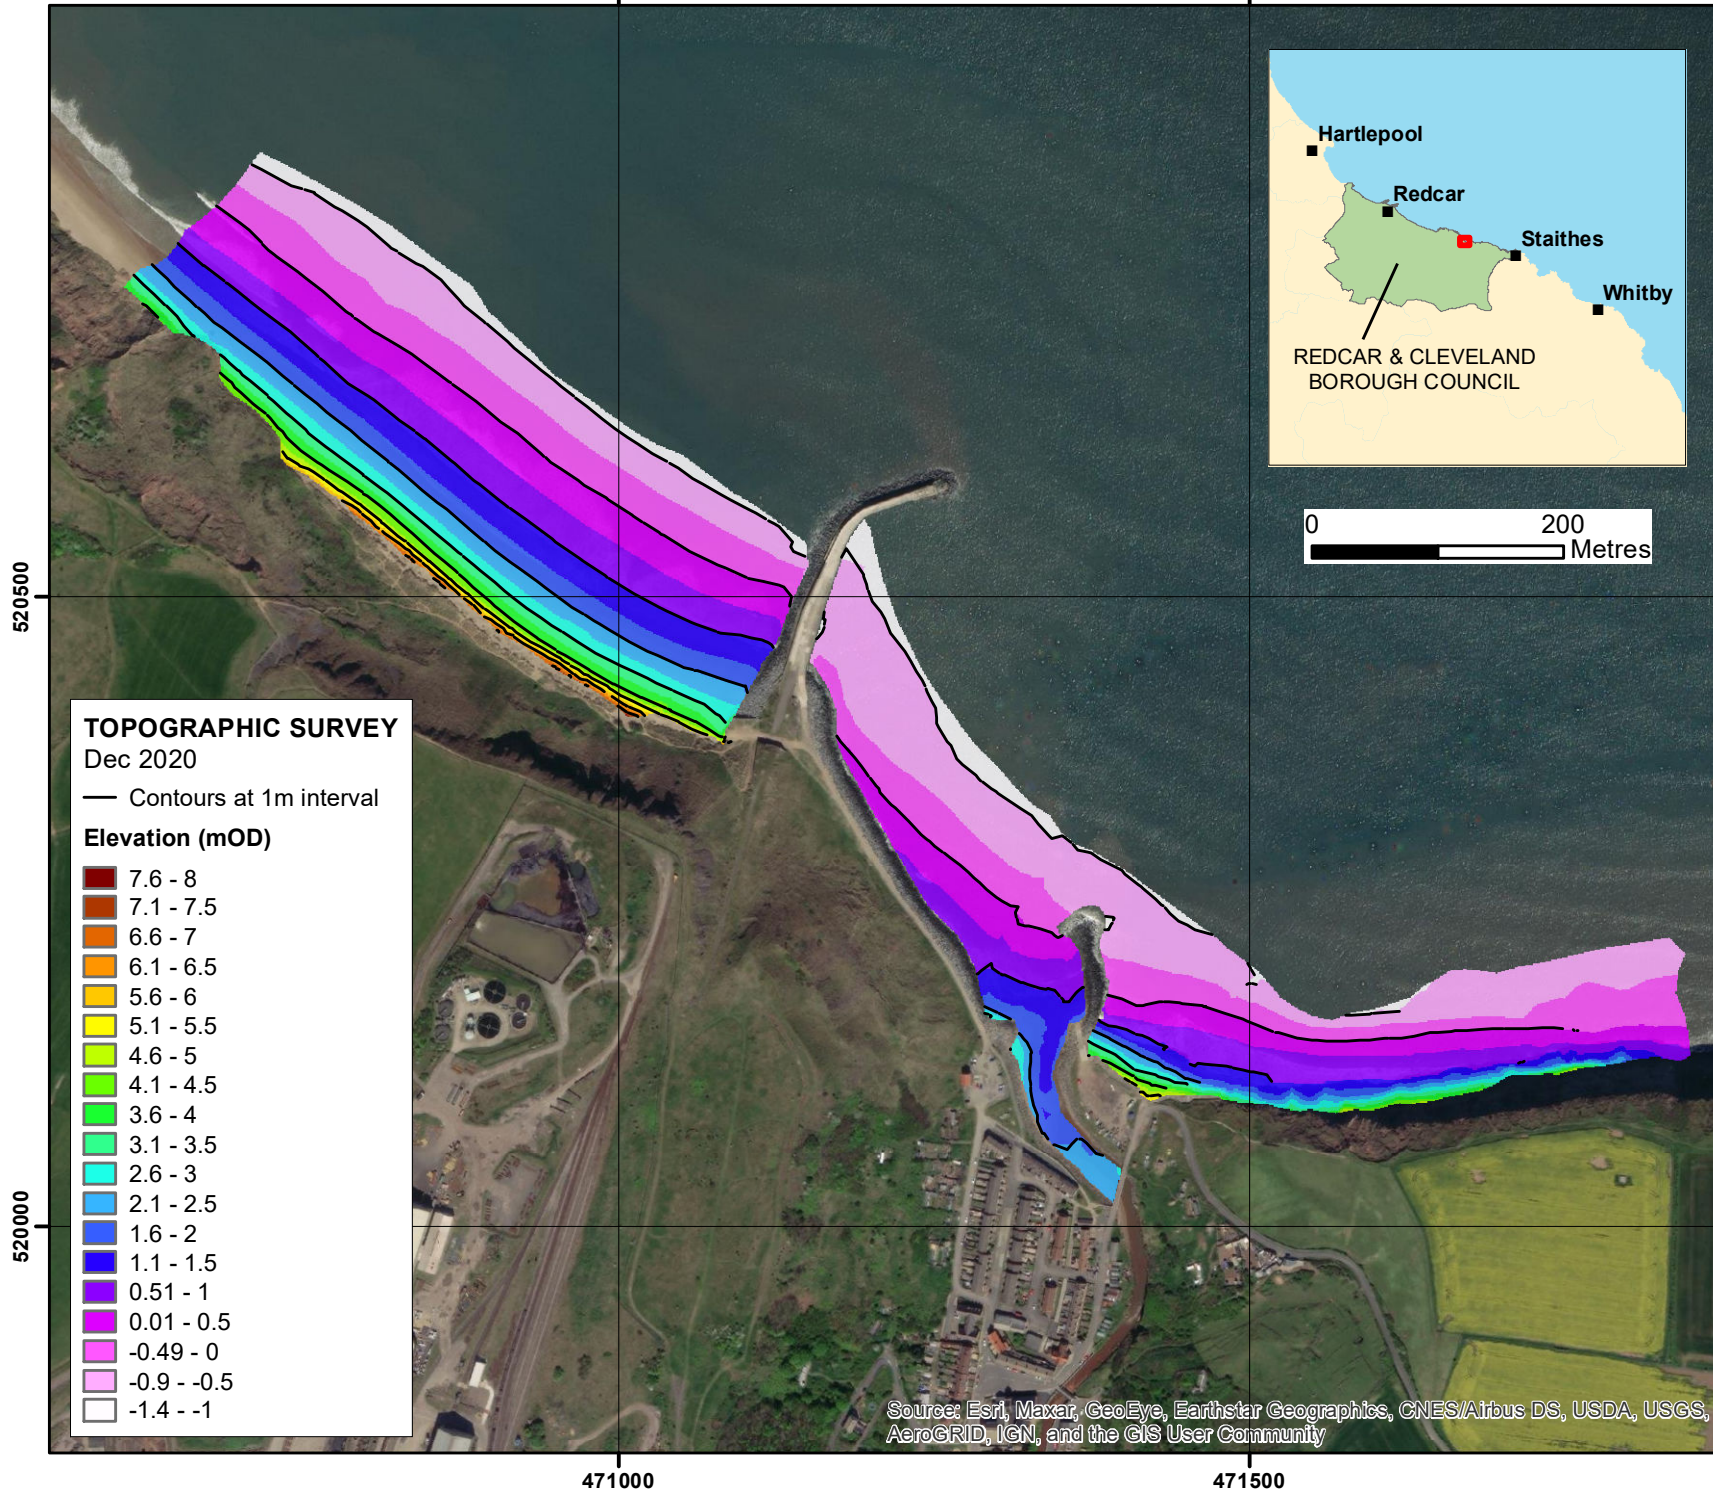 Hartlepool
Redcar
Staithes
Whitby
REDCAR & CLEVELAND
BOROUGH COUNCIL
0 200
Metres
520500
520000
TOPOGRAPHIC SURVEY
Dec 2020
Contours at 1m interval
Elevation (mOD)
7.6 - 8
7.1 - 7.5
6.6 - 7
6.1 - 6.5
5.6 - 6
5.1 - 5.5
4.6 - 5
4.1 - 4.5
3.6 - 4
3.1 - 3.5
2.6 - 3
2.1 - 2.5
1.6 - 2
1.1 - 1.5
0.51 - 1
0.01 - 0.5
-0.49 - 0
-0.9 - -0.5
-1.4 - -1
Source: Esri, Maxar, GeoEye, Earthstar Geographics, CNES/Airbus DS, USDA, USGS,
AeroGRID, IGN, and the GIS User Community
471000
471500